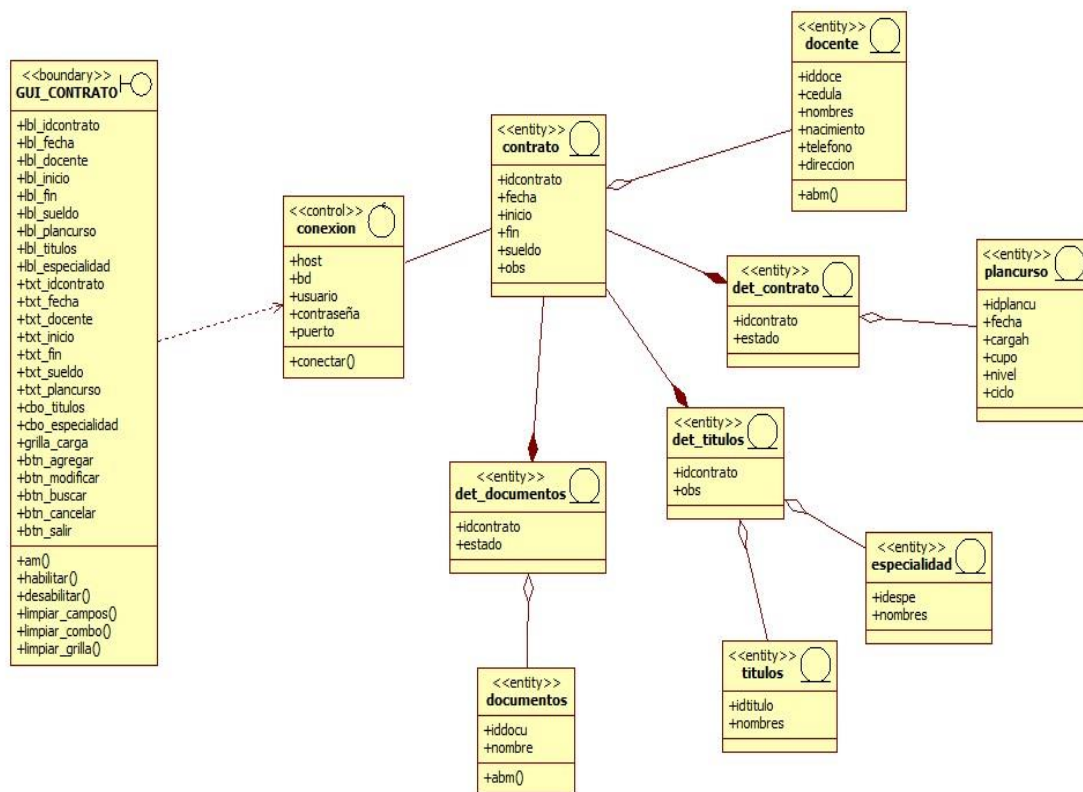 <<boundary>>
GUI_CONTRATO
+lbl_idcontrato
+lbl_fecha
+lbl_docente
+lbl_inicio
+lbl_fin
+lbl_sueldo
+lbl_plancurso
+lbl_titulos
+lbl_especialidad
+txt_idcontrato
+txt_fecha
+txt_docente
+txt_inicio
+txt_fin
+txt_sueldo
+txt_plancurso
+cbo_titulos
+cbo_especialidad
+grilla_carga
+btn_agregar
+btn_modificar
+btn_buscar
+btn_cancelar
+btn_salir
+am()
+habilitar()
+desabilitar()
+limpiar_campos()
+limpiar_combo()
+limpiar_grilla()
<<control>>
conexion
+host
+bd
+usuario
+contraseña
+puerto
+conectar()
<<entity>>
contrato
+idcontrato
+fecha
+inicio
+fin
+sueldo
+obs
<<entity>>
docente
+iddoce
+cedula
+nombres
+nacimiento
+telefono
+direccion
+abm()
<<entity>>
det_contrato
+idcontrato
+estado
<<entity>>
plancurso
+idplancu
+fecha
+cargah
+cupo
+nivel
+ciclo
<<entity>>
det_titulos
+idcontrato
+obs
<<entity>>
det_documentos
+idcontrato
+estado
<<entity>>
especialidad
+idespe
+nombres
<<entity>>
titulos
+idtitulo
+nombres
<<entity>>
documentos
+iddocu
+nombre
+abm()